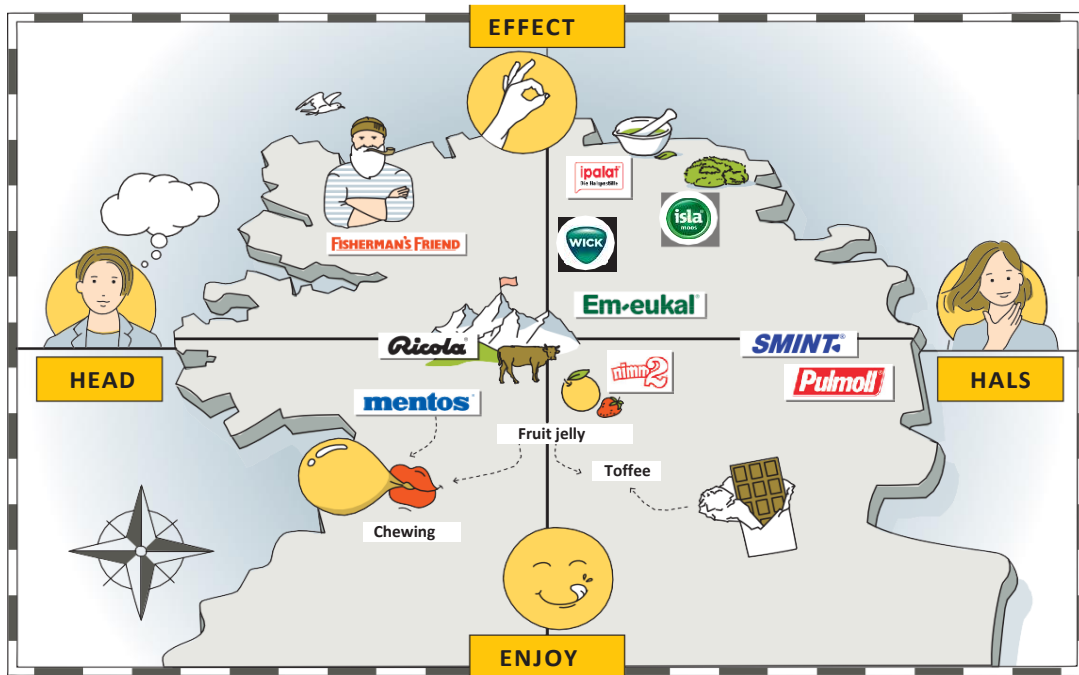 EFFECT
ipalat
Die Halspastille
isla
moos
WICK
FISHERMAN'S FRIEND
Em-eukal®
Ricola®
SMINT®
HEAD
nimm2
Pulmoll®
HALS
mentos®
Fruit jelly
Toffee
Chewing
ENJOY